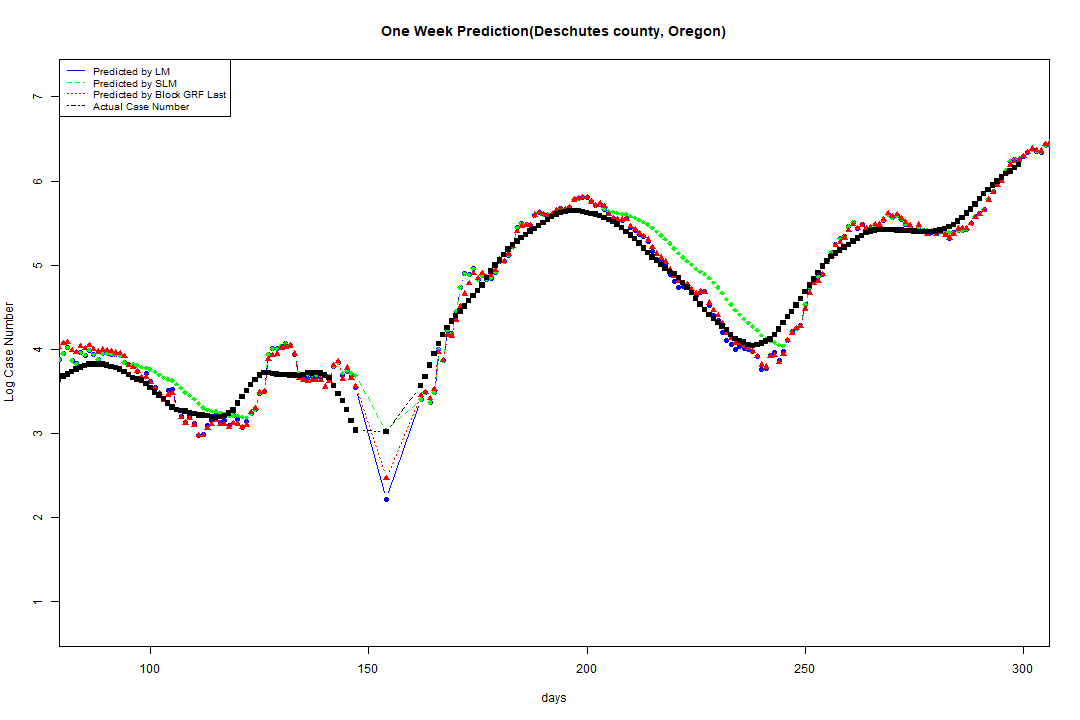 One Week Prediction(Deschutes county, Oregon)
Predicted by LM
Predicted by SLM
Predicted by Block GRF Last
Actual Case Number
7
6
5
4
3
2
1
Log Case Number
100 150 200 250 300
days